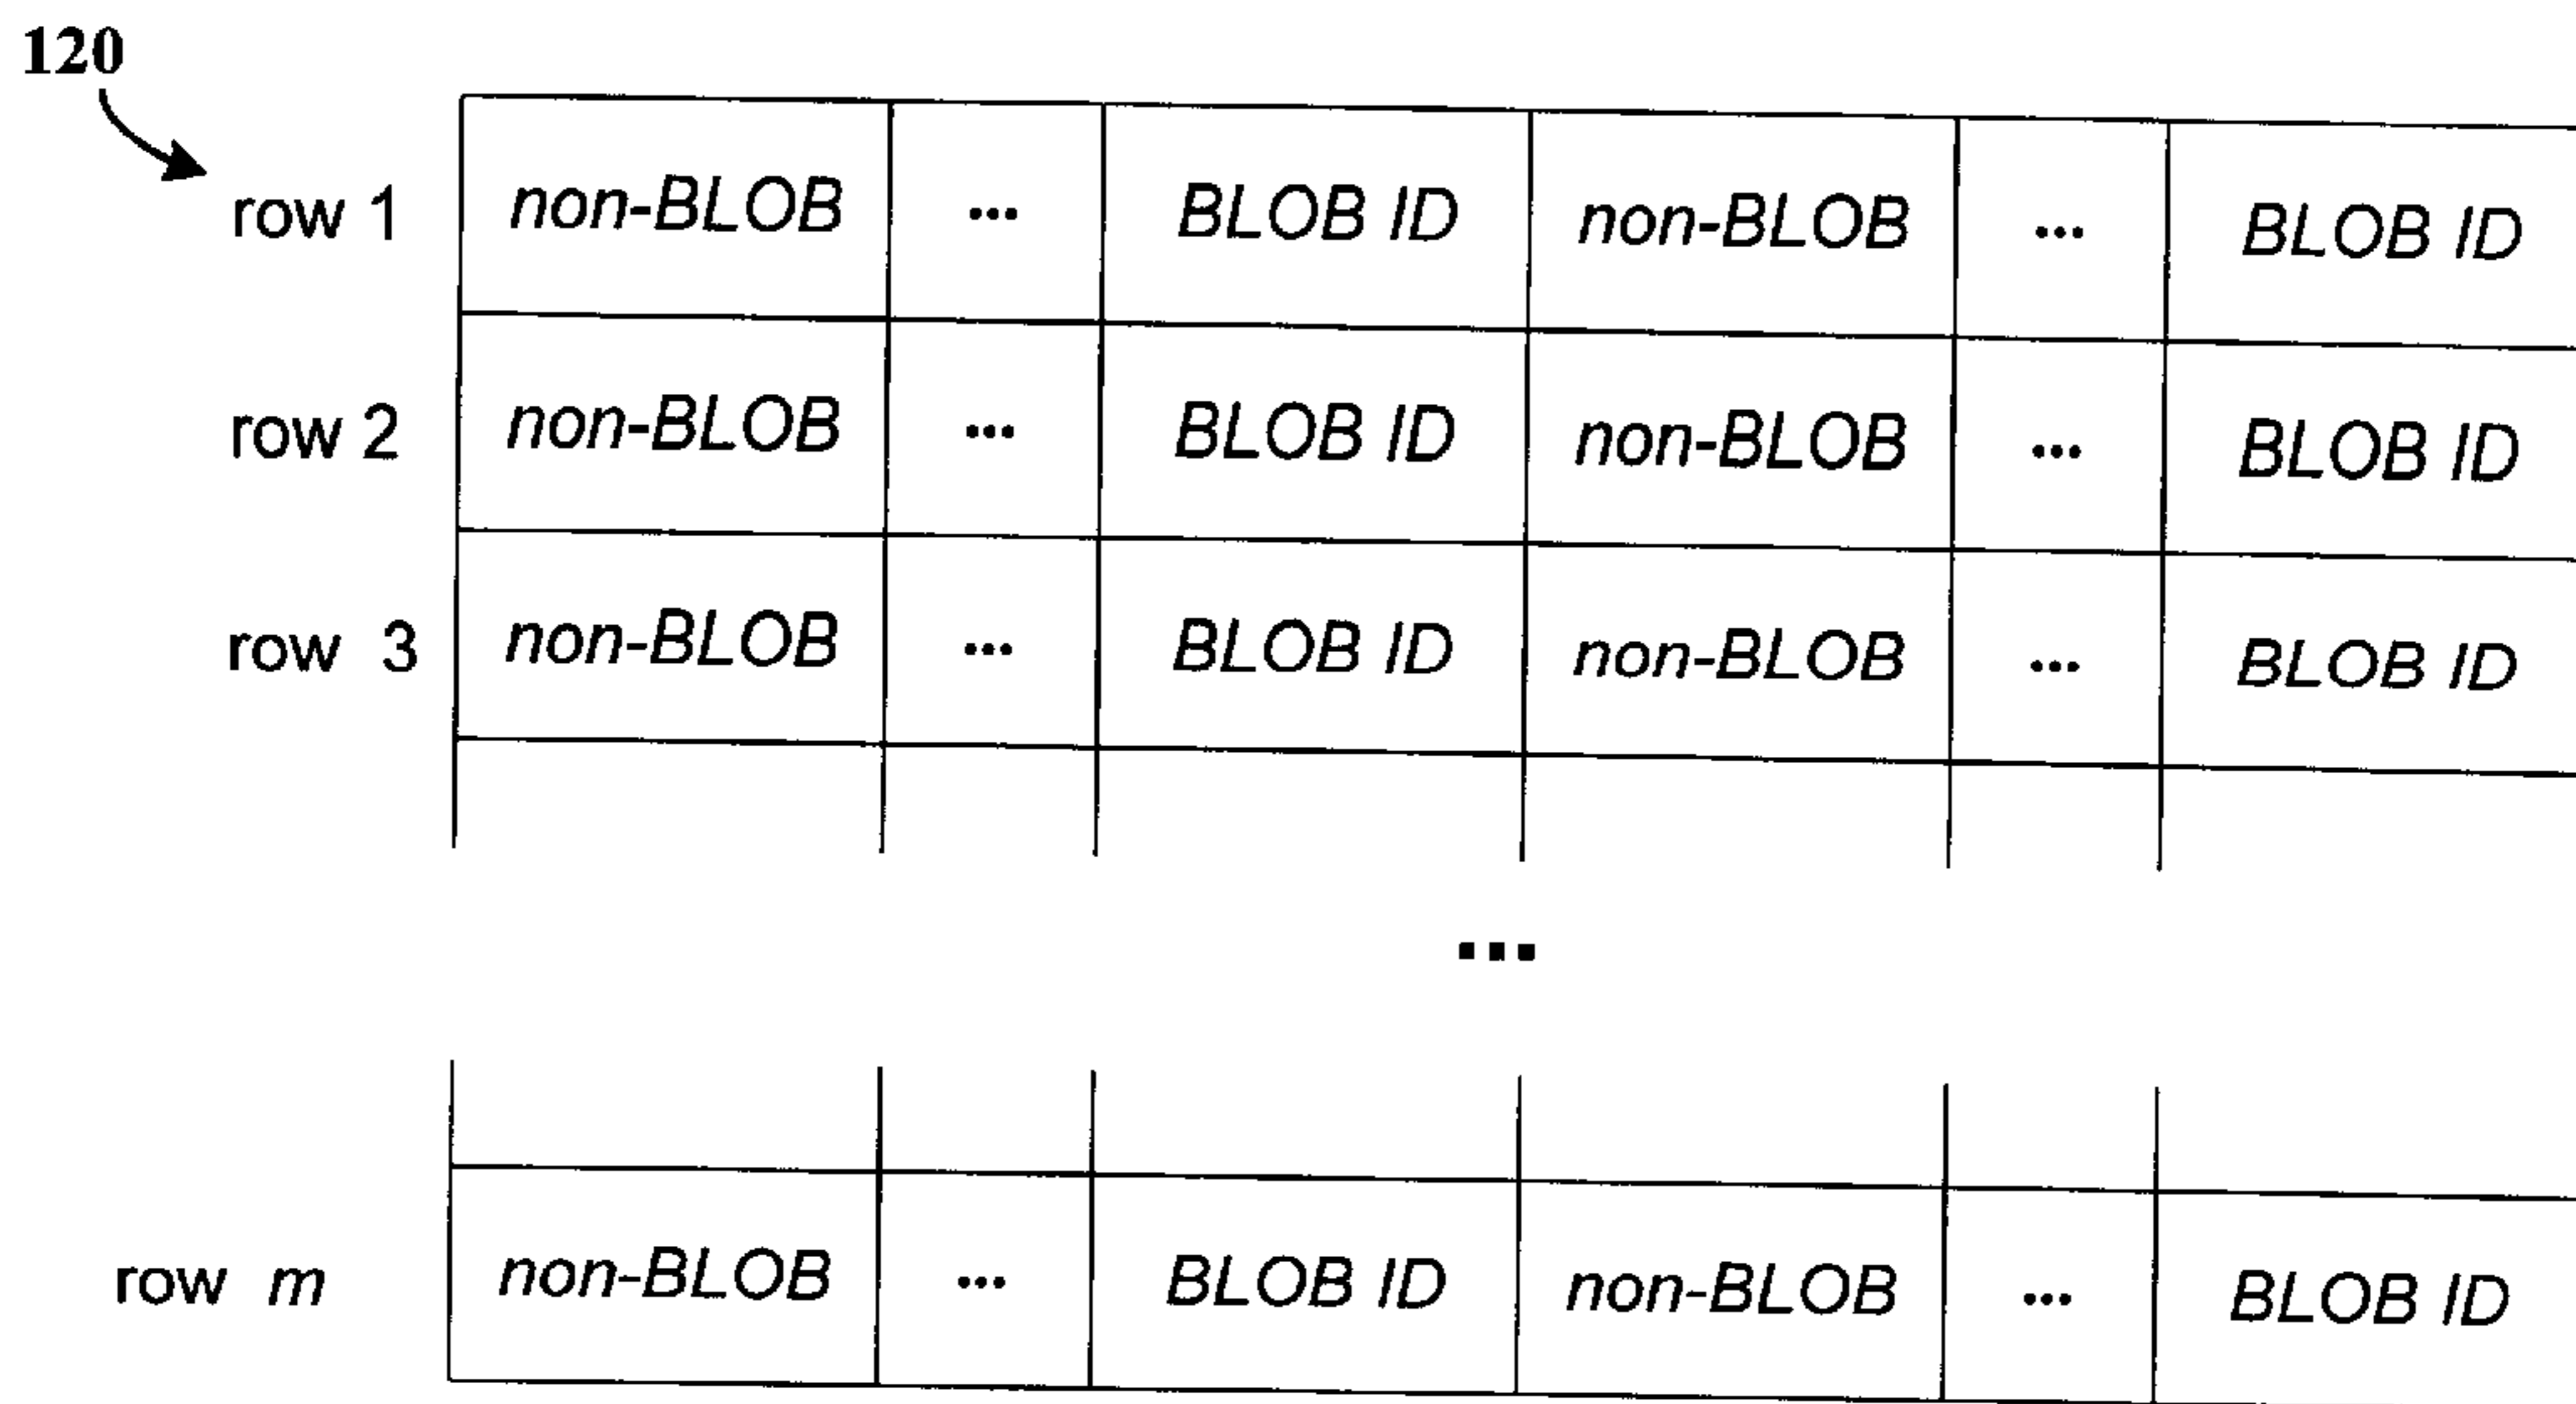 120
row 1 non-BLOB ... BLOB ID non-BLOB ... BLOB ID
row 2 non-BLOB ... BLOB ID non-BLOB ... BLOB ID
row 3 non-BLOB ... BLOB ID non-BLOB ... BLOB ID
...
row m non-BLOB ... BLOB ID non-BLOB ... BLOB ID